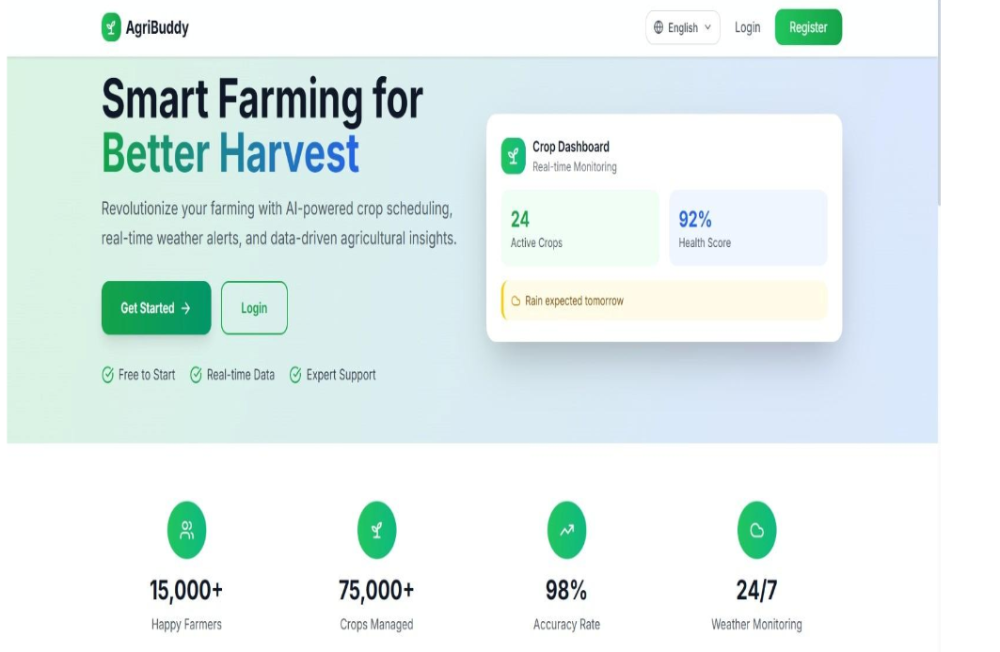 AgriBuddy
English
Login
Register
Smart Farming for
Better Harvest
Revolutionize your farming with AI-powered crop scheduling,
real-time weather alerts, and data-driven agricultural insights.
Get Started →
Login
Free to Start
Real-time Data
Expert Support
Crop Dashboard
Real-time Monitoring
24
Active Crops
92%
Health Score
Rain expected tomorrow
15,000+
Happy Farmers
75,000+
Crops Managed
98%
Accuracy Rate
24/7
Weather Monitoring